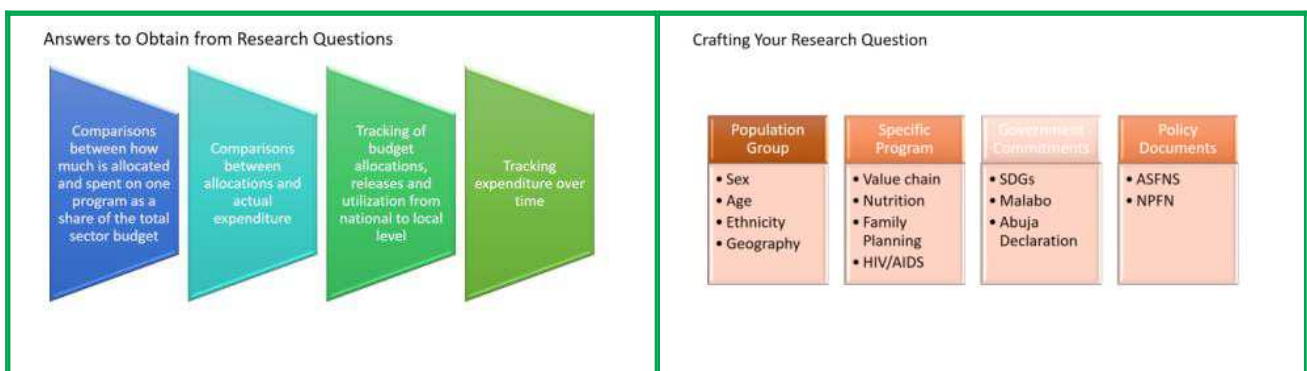 Answers to Obtain from Research Questions
Comparisons
between how
much is allocated
and spent on one
program as a
share of the total
sector budget
Comparisons
between
allocations and
actual
expenditure
Tracking of
budget
allocations,
releases and
utilization from
national to local
level
Tracking
expenditure over
time
Crafting Your Research Question
Population
Group
• Sex
• Age
• Ethnicity
• Geography
Specific
Program
• Value chain
• Nutrition
• Family
Planning
• HIV/AIDS
Government
Commitments
• SDGs
• Malabo
• Abuja
Declaration
Policy
Documents
• ASFNS
• NPFN